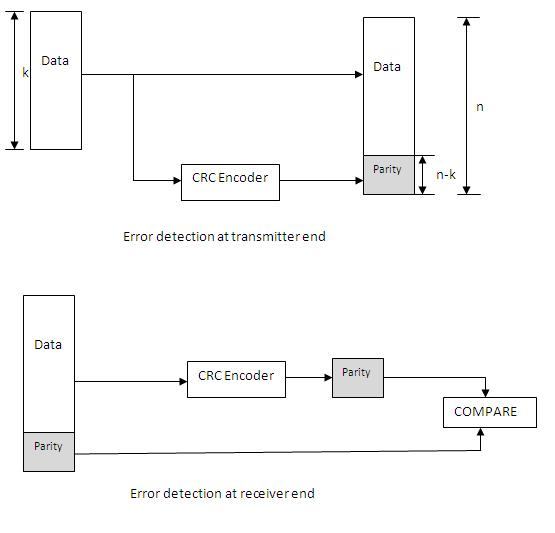 Data
k
Data
n
Parity
n-k
CRC Encoder
Error detection at transmitter end
Data
CRC Encoder
Parity
COMPARE
Parity
Error detection at receiver end